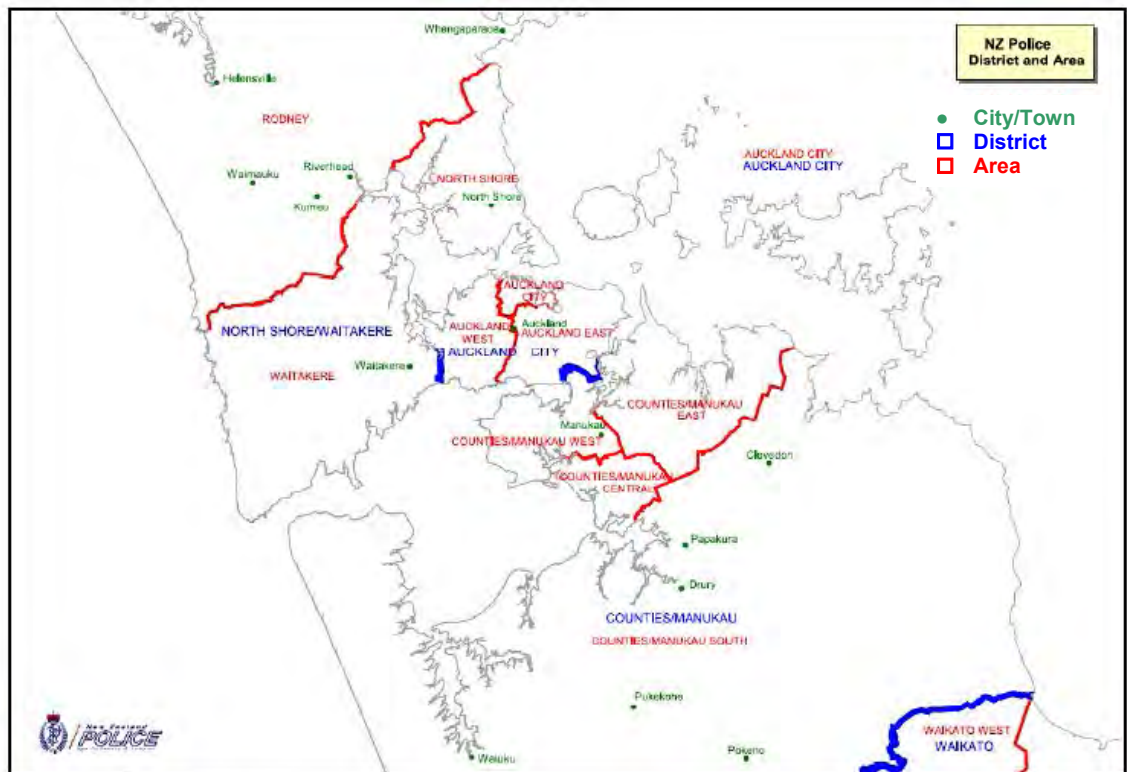 NZ Police
District and Area
City/Town
District
Area
Whengaparaoa
Helensville
RODNEY
AUCKLAND CITY
AUCKLAND CITY
Riverhead
Waimauku
NORTH SHORE
North Shore
Kumeu
AUCKLAND
CITY
NORTH SHORE/WAITAKERE
AUCKLAND
WEST
Auckland
AUCKLAND EAST
AUCKLAND CITY
Waitakere
WAITAKERE
COUNTIES/MANUKAU
EAST
Manukau
COUNTIES/MANUKAU WEST
Clevedon
COUNTIES/MANUKAU
CENTRAL
Papakura
Drury
COUNTIES/MANUKAU
COUNTIES/MANUKAU SOUTH
Pukekohe
WAIKATO WEST
WAIKATO
New Zealand
POLICE
Waiuku
Pokeno